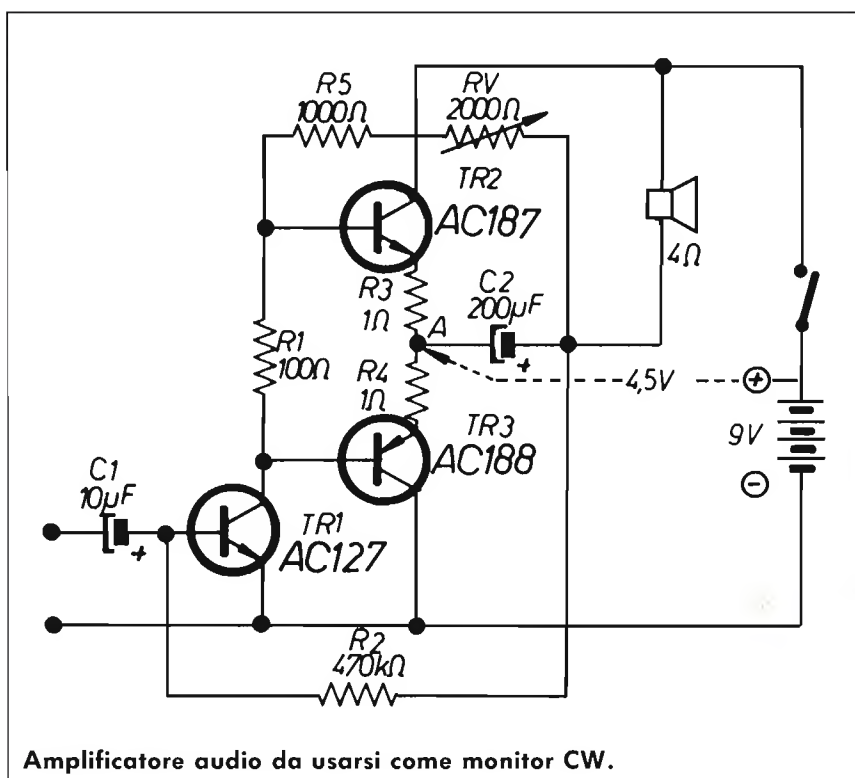 R5
1000Ω
RV
2000Ω
TR2
AC187
R3
1Ω
A
C2
200µF
+
4Ω
R1
100Ω
R4
1Ω
4,5V
+
9V
−
TR3
AC188
C1
10µF
+
TR1
AC127
R2
470kΩ
Amplificatore audio da usarsi come monitor CW.